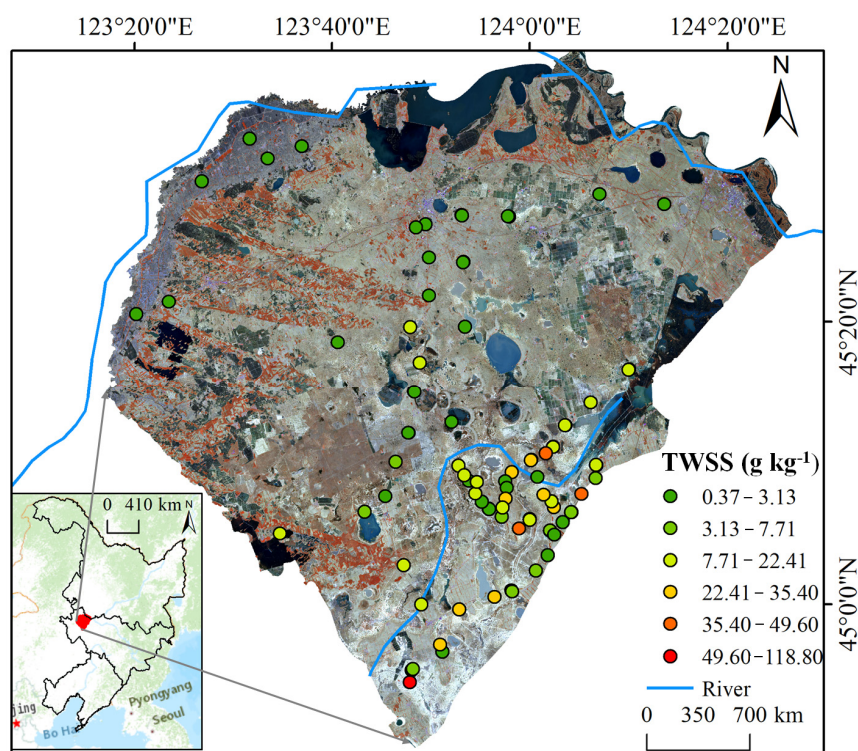 123°20'0"E 123°40'0"E 124°0'0"E 124°20'0"E
N
45°20'0"N
45°0'0"N
TWSS (g kg-1)
0.37–3.13
3.13–7.71
7.71–22.41
22.41–35.40
35.40–49.60
49.60–118.80
River
0 350 700 km
0 410 km
N
jing
Pyongyang
Seoul
Bo Ha